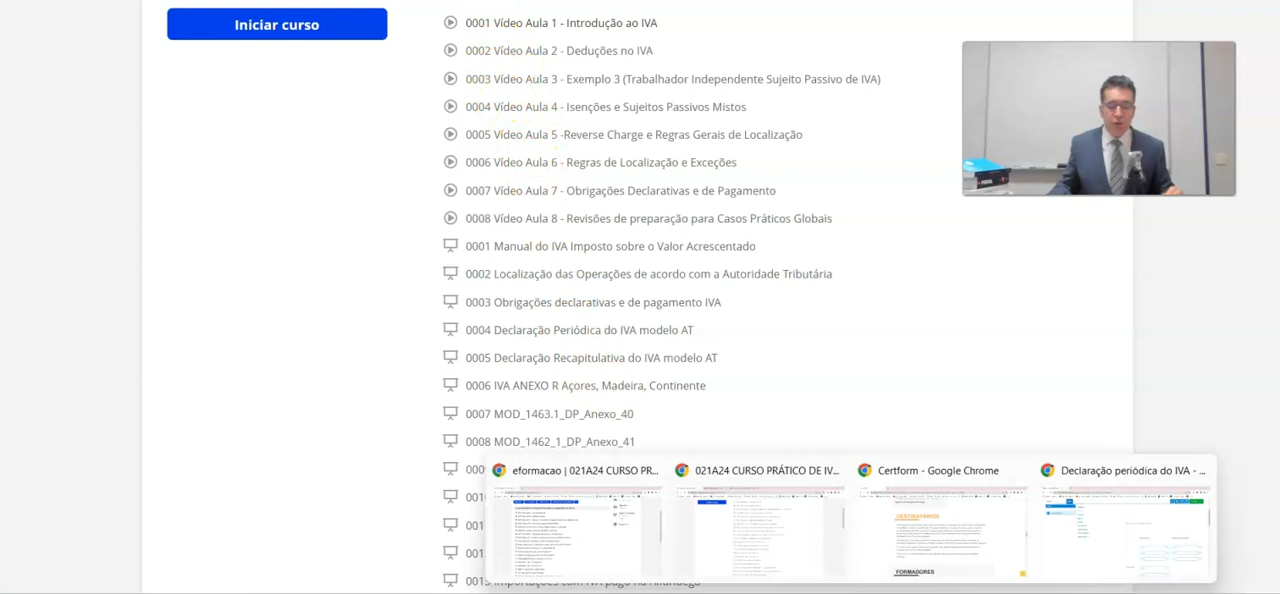 Iniciar curso
0001 Vídeo Aula 1 - Introdução ao IVA
0002 Vídeo Aula 2 - Deduções no IVA
0003 Vídeo Aula 3 - Exemplo 3 (Trabalhador Independente Sujeito Passivo de IVA)
0004 Vídeo Aula 4 - Isenções e Sujeitos Passivos Mistos
0005 Vídeo Aula 5 -Reverse Charge e Regras Gerais de Localização
0006 Vídeo Aula 6 - Regras de Localização e Exceções
0007 Vídeo Aula 7 - Obrigações Declarativas e de Pagamento
0008 Vídeo Aula 8 - Revisões de preparação para Casos Práticos Globais
0001 Manual do IVA Imposto sobre o Valor Acrescentado
0002 Localização das Operações de acordo com a Autoridade Tributária
0003 Obrigações declarativas e de pagamento IVA
0004 Declaração Periódica do IVA modelo AT
0005 Declaração Recapitulativa do IVA modelo AT
0006 IVA ANEXO R Açores, Madeira, Continente
0007 MOD_1463.1_DP_Anexo_40
0008 MOD_1462_1_DP_Anexo_41
eformacao | 021A24 CURSO PR...
021A24 CURSO PRÁTICO DE IV...
Certform - Google Chrome
Declaração periódica do IVA - ...
DESTINATÁRIOS
FORMADORES